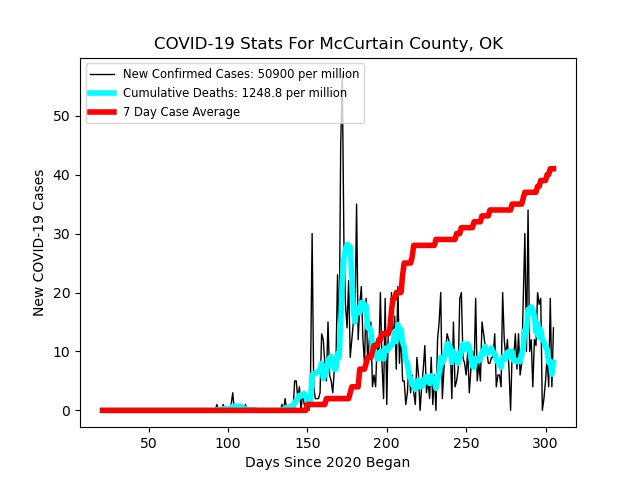 COVID-19 Stats For McCurtain County, OK
New Confirmed Cases: 50900 per million
Cumulative Deaths: 1248.8 per million
7 Day Case Average
New COVID-19 Cases
50
40
30
20
10
0
50 100 150 200 250 300
Days Since 2020 Began